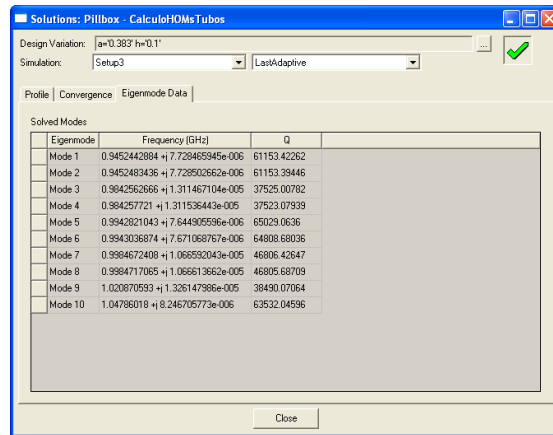 Solutions: Pillbox - CalculoHOMsTubos
Design Variation: a='0.383' h='0.1' ...
Simulation: Setup3 LastAdaptive
Profile Convergence Eigenmode Data
Solved Modes
Eigenmode Frequency (GHz) Q
Mode 1 0.9452442884 +j 7.728465945e-006 61153.42262
Mode 2 0.9452483436 +j 7.728502662e-006 61153.39446
Mode 3 0.9842562666 +j 1.311467104e-005 37525.00782
Mode 4 0.984257721 +j 1.311536443e-005 37523.07939
Mode 5 0.9942821043 +j 7.644905596e-006 65029.0636
Mode 6 0.9943036874 +j 7.671068767e-006 64808.68036
Mode 7 0.9984672408 +j 1.066592043e-005 46806.42647
Mode 8 0.9984717065 +j 1.066613662e-005 46805.68709
Mode 9 1.020870593 +j 1.326147986e-005 38490.07064
Mode 10 1.04786018 +j 8.246705773e-006 63532.04596
Close